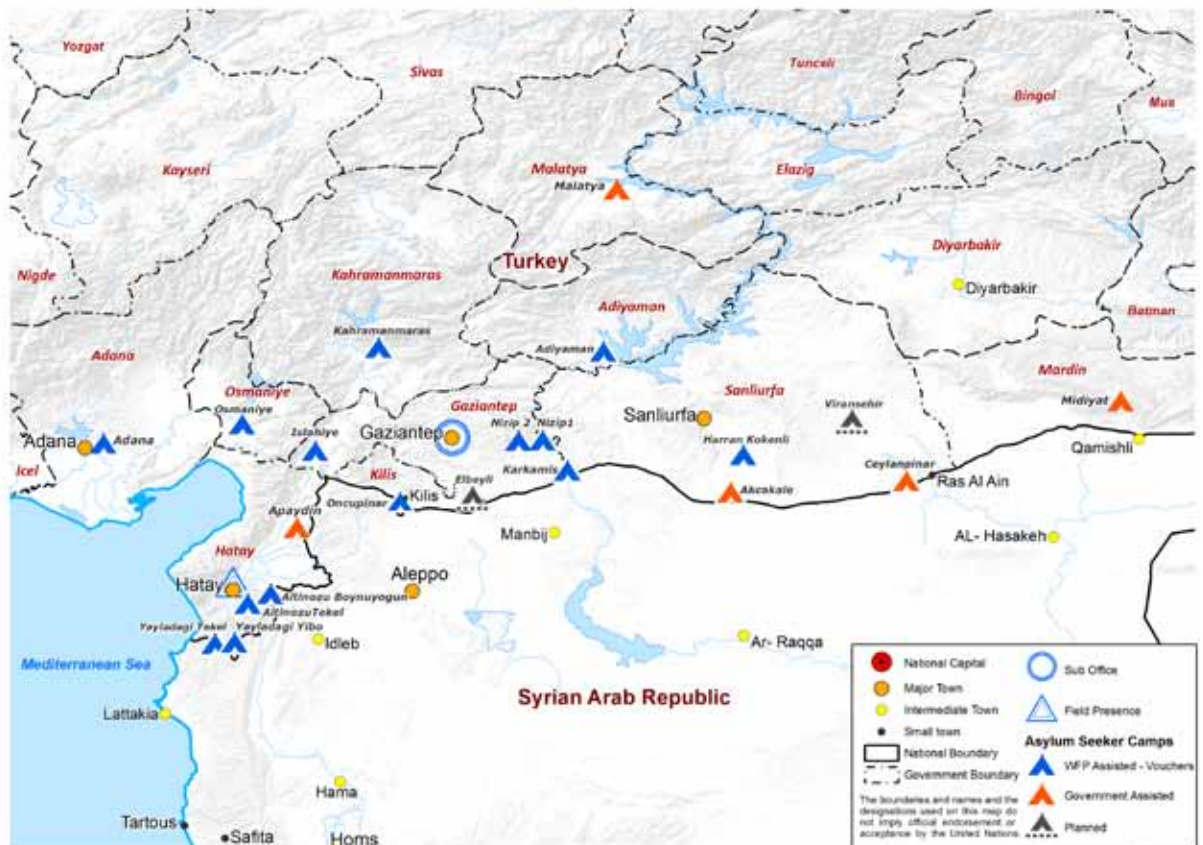 Yozgat
Sivas
Tunceli
Bingol
Mus
Kayseri
Malatya
Malatya
Elazig
Nigde
Kahramanmaras
Turkey
Diyarbakir
Diyarbakir
Adiyaman
Batman
Kahramanmaras
Adiyaman
Adana
Mardin
Osmaniye
Osmaniye
Gaziantep
Sanliurfa
Viransehir
Midiyat
Nizip 2
Nizip1
Sanliurfa
Adana
Adana
Islahiye
Gaziantep
Harran Kokenli
Qamishli
Icel
Kilis
Elbeyli
Karkamis
Ceylanpinar
Ras Al Ain
Oncupinar
Kilis
Akcakale
Apaydin
Manbij
AL- Hasakeh
Hatay
Hatay
Aleppo
Altinozu Boynuyogun
AltinozuTekel
Yayladagi Tekel
Yayladagi Yibo
Idleb
Ar- Raqqa
Mediterranean Sea
Syrian Arab Republic
Lattakia
Hama
Tartous
Safita
Homs
National Capital
Major Town
Intermediate Town
Small town
National Boundary
Government Boundary
The bounderies and names and the
designations used on this map do
not imply official endorsement or
acceptance by the United Nations
Sub Office
Field Presence
Asylum Seeker Camps
WFP Assisted - Vouchers
Government Assisted
Planned